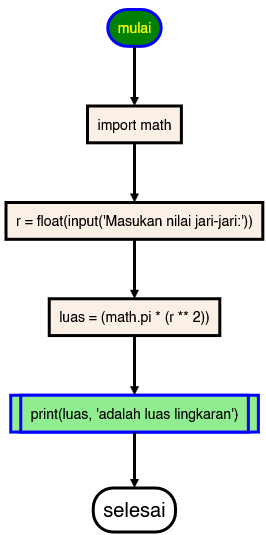 mulai
import math
r = float(input('Masukan nilai jari-jari:'))
luas = (math.pi * (r ** 2))
print(luas, 'adalah luas lingkaran')
selesai